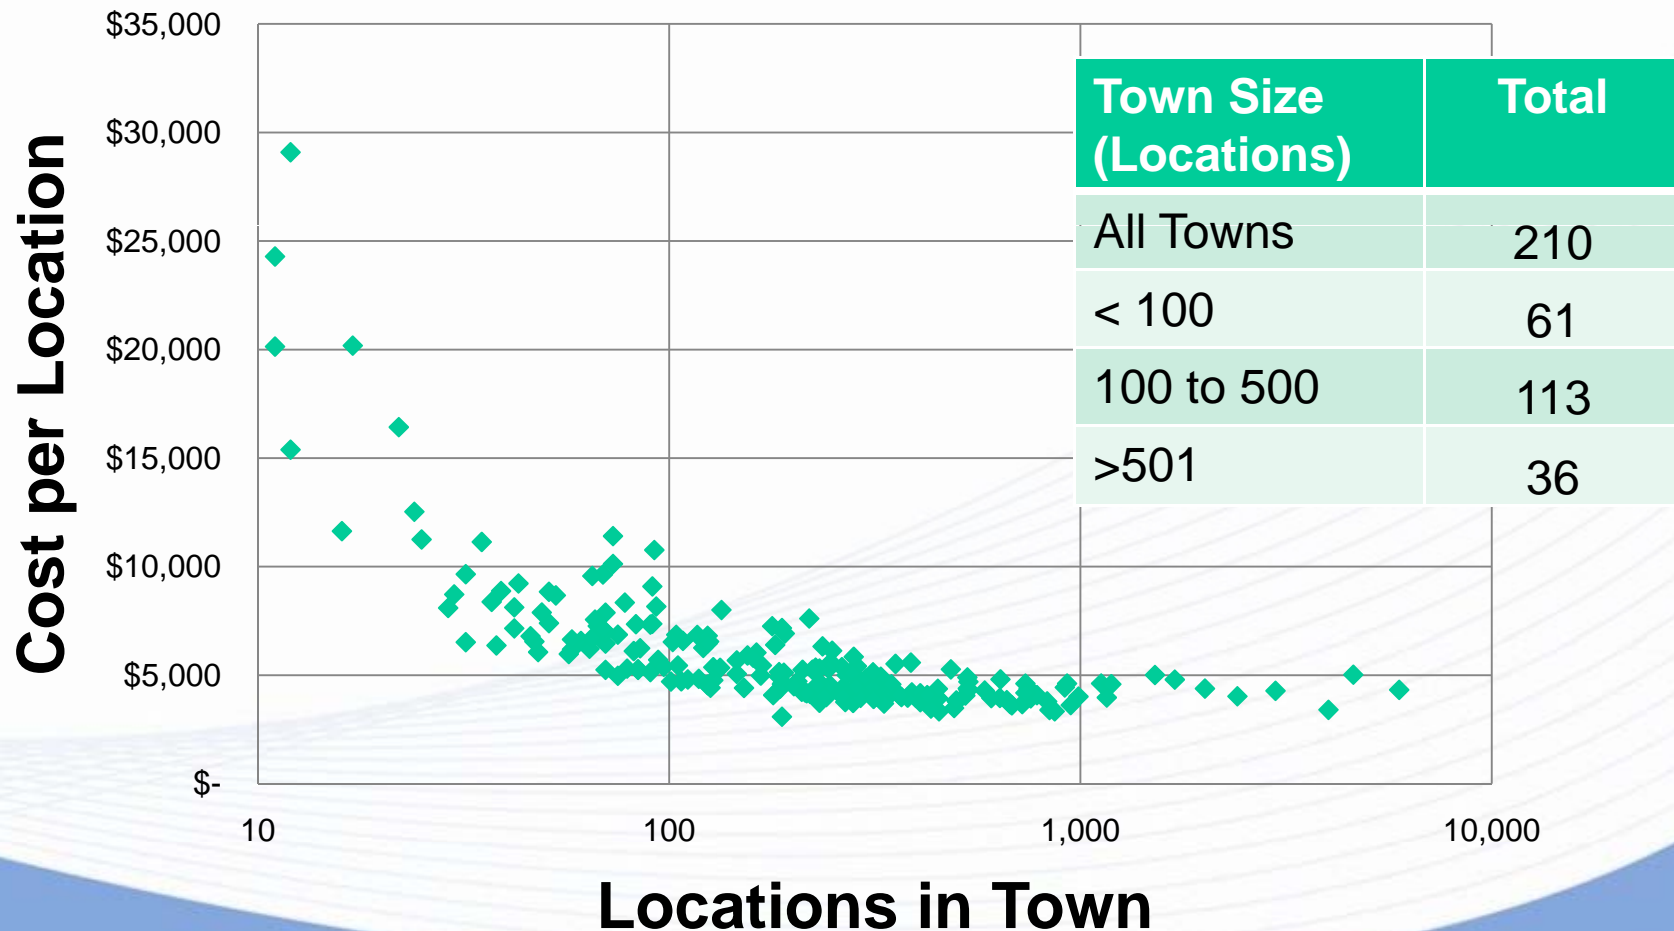 $35,000
$30,000
$25,000
$20,000
$15,000
$10,000
$5,000
$-
Cost per Location
10
100
1,000
10,000
Locations in Town
Town Size
(Locations)
Total
All Towns
210
< 100
61
100 to 500
113
>501
36